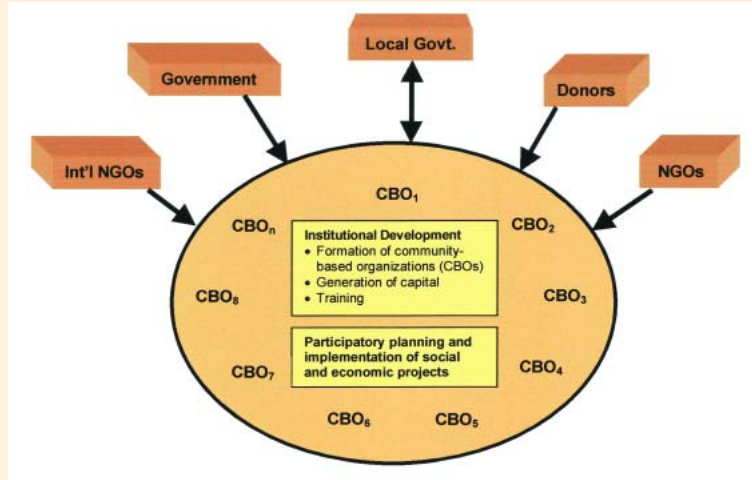 Local Govt.
Government
Donors
Int'l NGOs
NGOs
CBO₁
CBOₙ
CBO₂
Institutional Development
• Formation of community-
based organizations (CBOs)
• Generation of capital
• Training
CBO₈
CBO₃
Participatory planning and
implementation of social
and economic projects
CBO₇
CBO₄
CBO₆
CBO₅